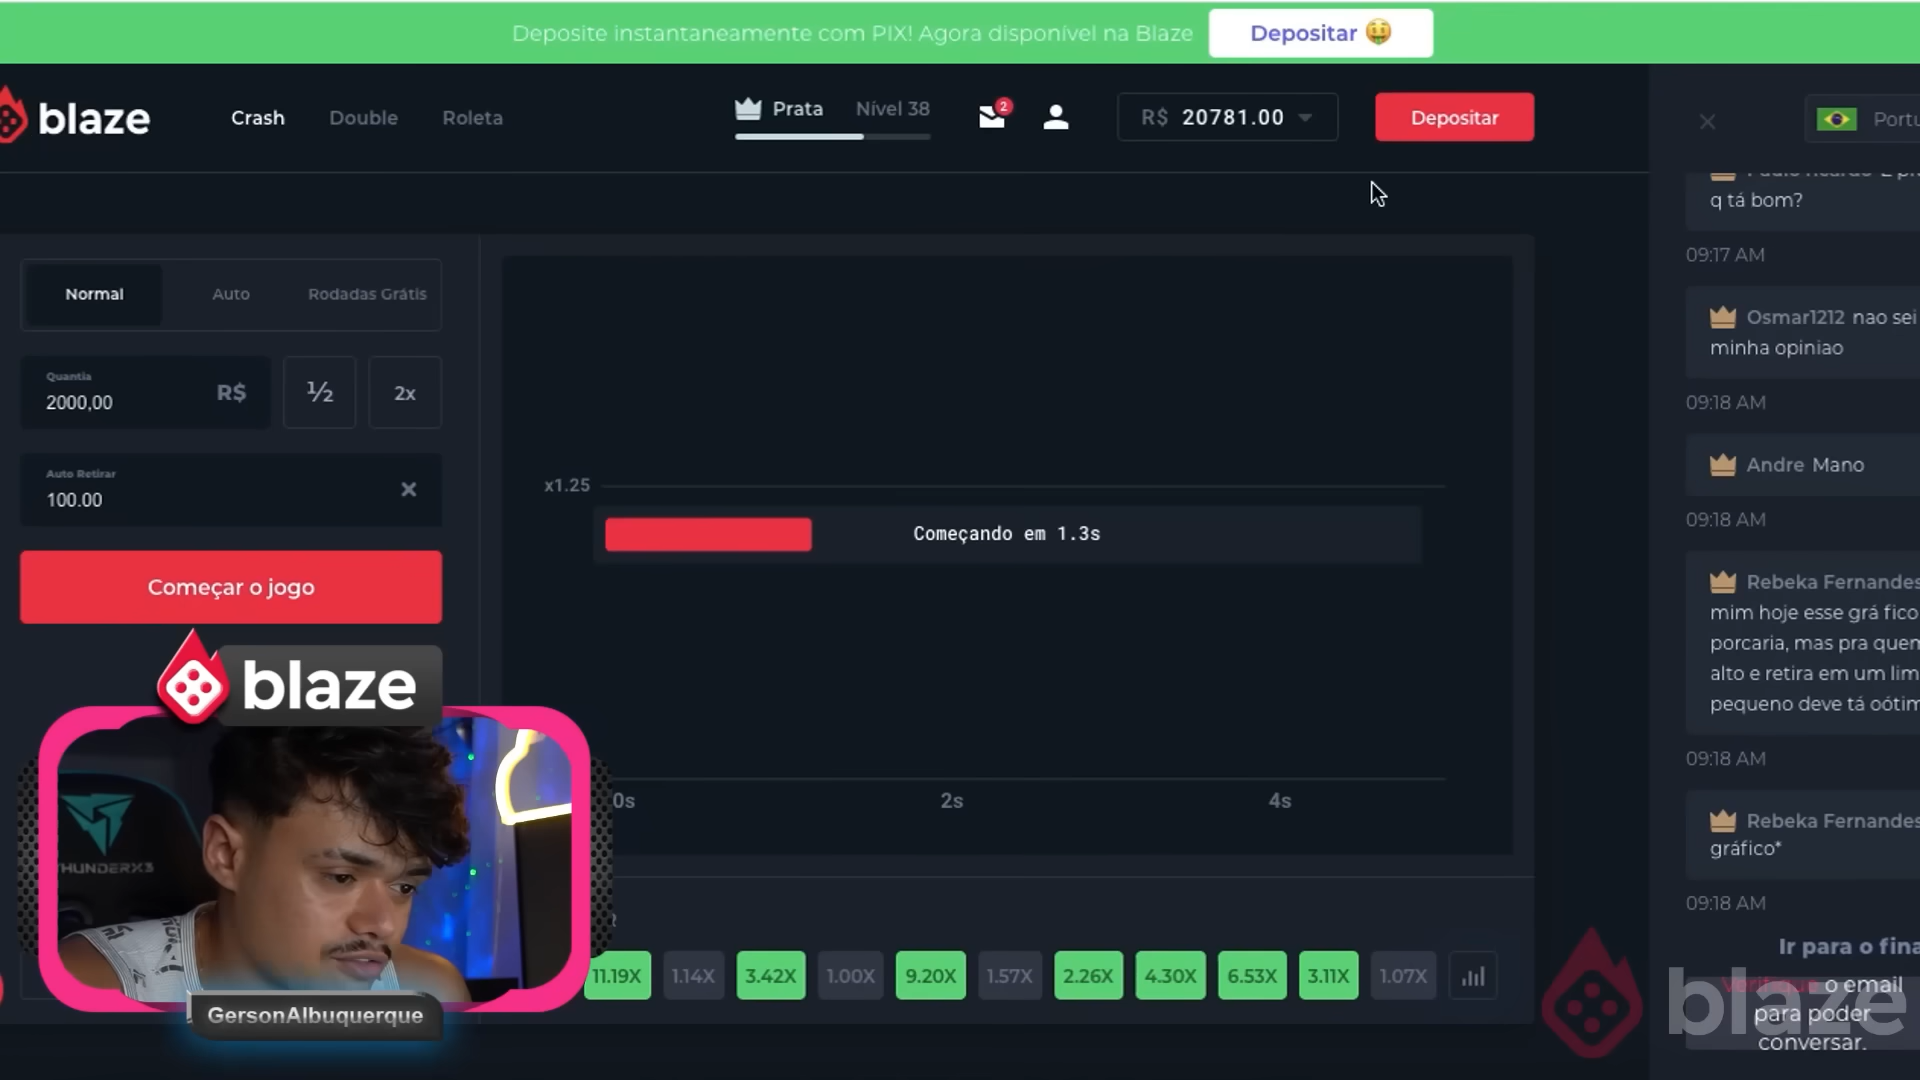 Deposite instantaneamente com PIX! Agora disponível na Blaze
Depositar
blaze
Crash
Double
Roleta
Prata
Nível 38
2
R$ 20781.00
Depositar
q tá bom?
09:17 AM
Osmar1212 nao sei
minha opiniao
09:18 AM
Andre Mano
09:18 AM
Rebeka Fernandes
mim hoje esse grá fico
porcaria, mas pra quem
alto e retira em um lim
pequeno deve tá oótim
09:18 AM
Rebeka Fernandes
gráfico*
09:18 AM
Ir para o fina
o email
para poder
conversar.
Normal
Auto
Rodadas Grátis
Quantia
2000,00
R$
½
2x
Auto Retirar
100.00
Começar o jogo
x1.25
Começando em 1.3s
0s
2s
4s
blaze
THUNDERX3
GersonAlbuquerque
11.19X
1.14X
3.42X
1.00X
9.20X
1.57X
2.26X
4.30X
6.53X
3.11X
1.07X
blaze